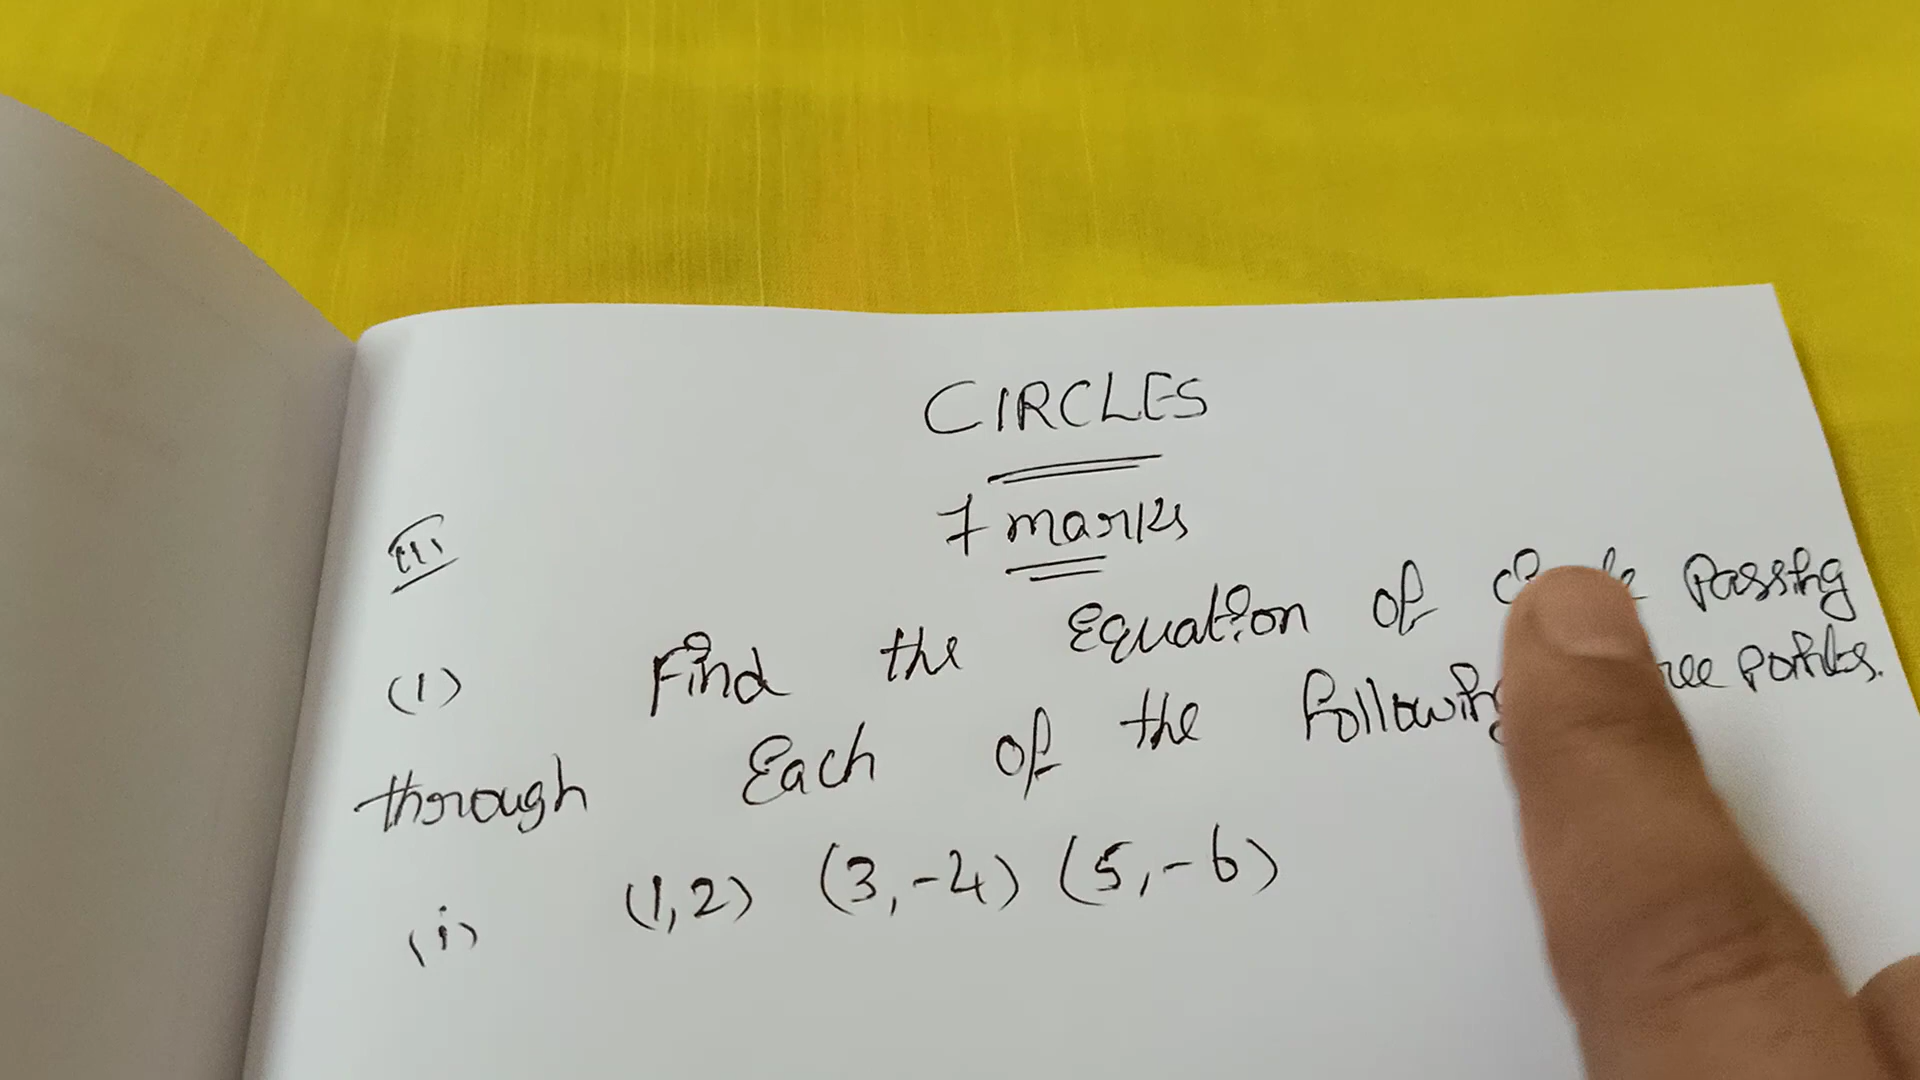 CIRCLES
7 marks
III
(1) Find the Equation of Passing
through Each of the following points.
(i) (1,2) (3,-4) (5,-6)